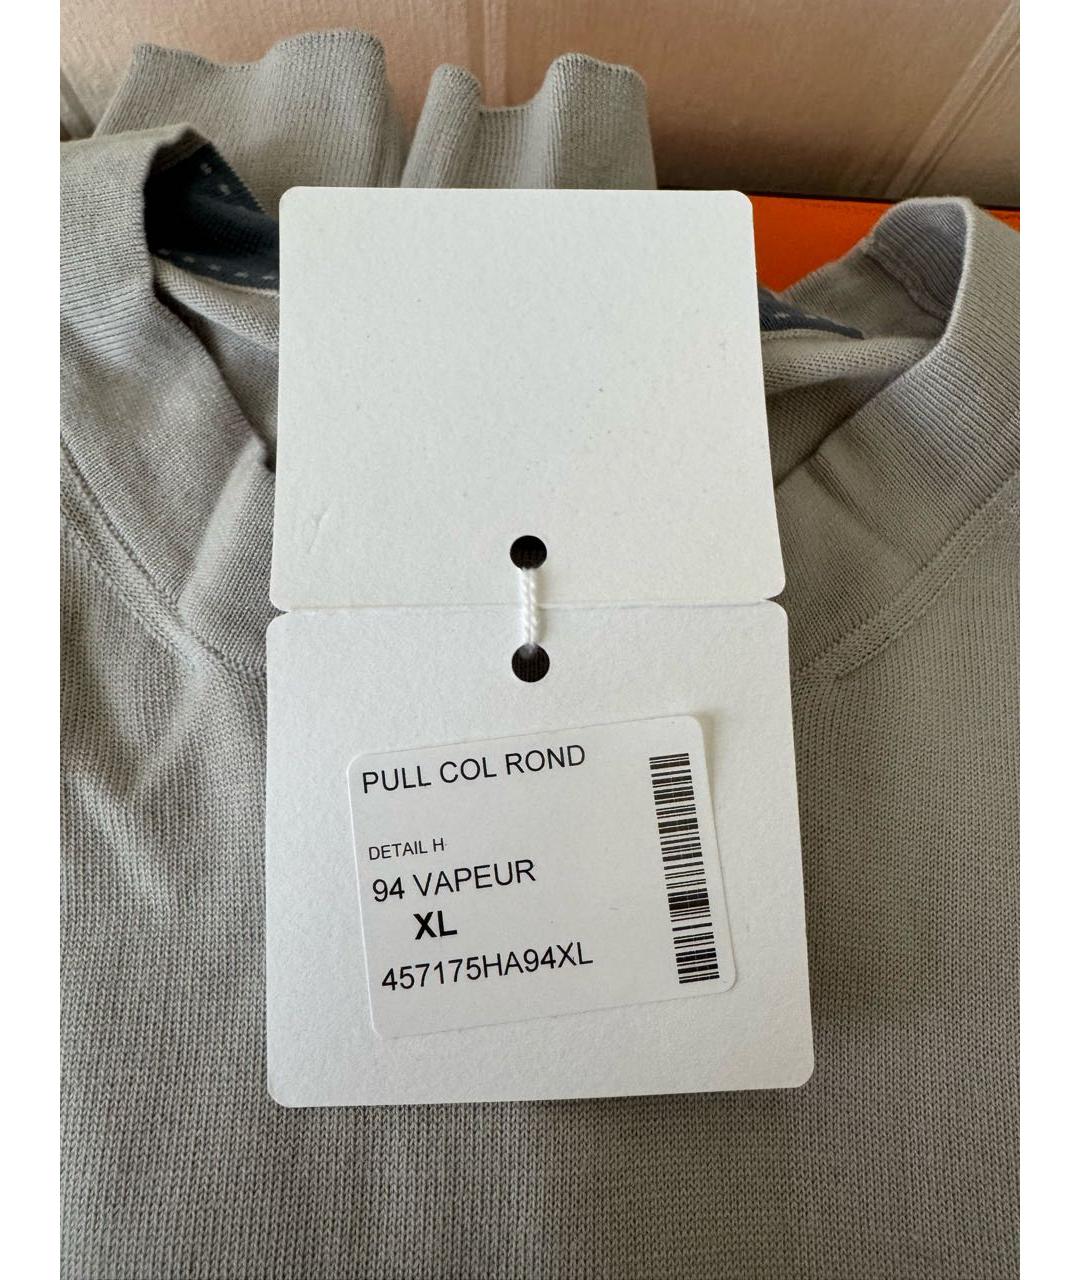 PULL COL ROND
DETAIL H
94 VAPEUR
XL
457175HA94XL